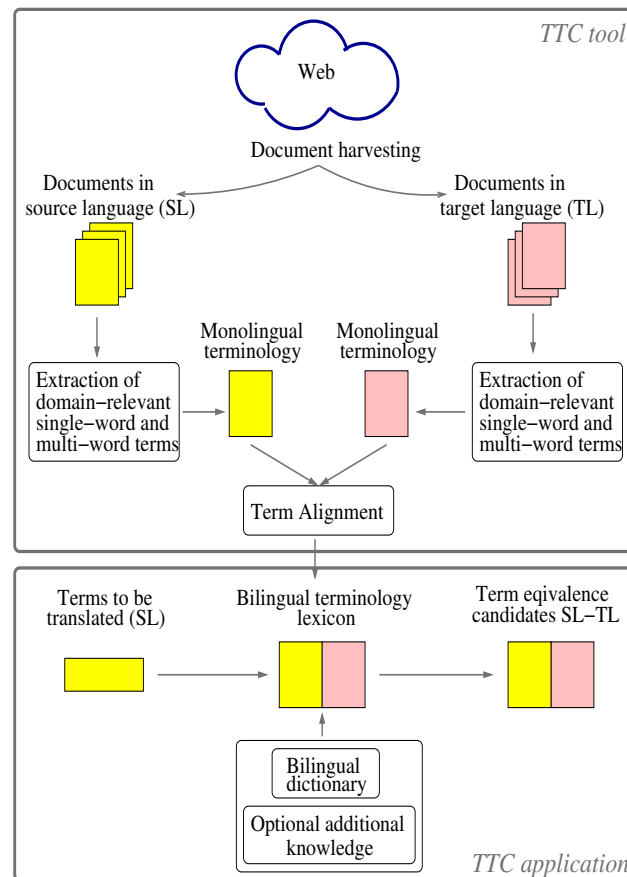 TTC tool
Web
Document harvesting
Documents in
source language (SL)
Documents in
target language (TL)
Monolingual
terminology
Monolingual
terminology
Extraction of
domain−relevant
single−word and
multi−word terms
Extraction of
domain−relevant
single−word and
multi−word terms
Term Alignment
Terms to be
translated (SL)
Bilingual terminology
lexicon
Term eqivalence
candidates SL−TL
Bilingual
dictionary
Optional additional
knowledge
TTC application